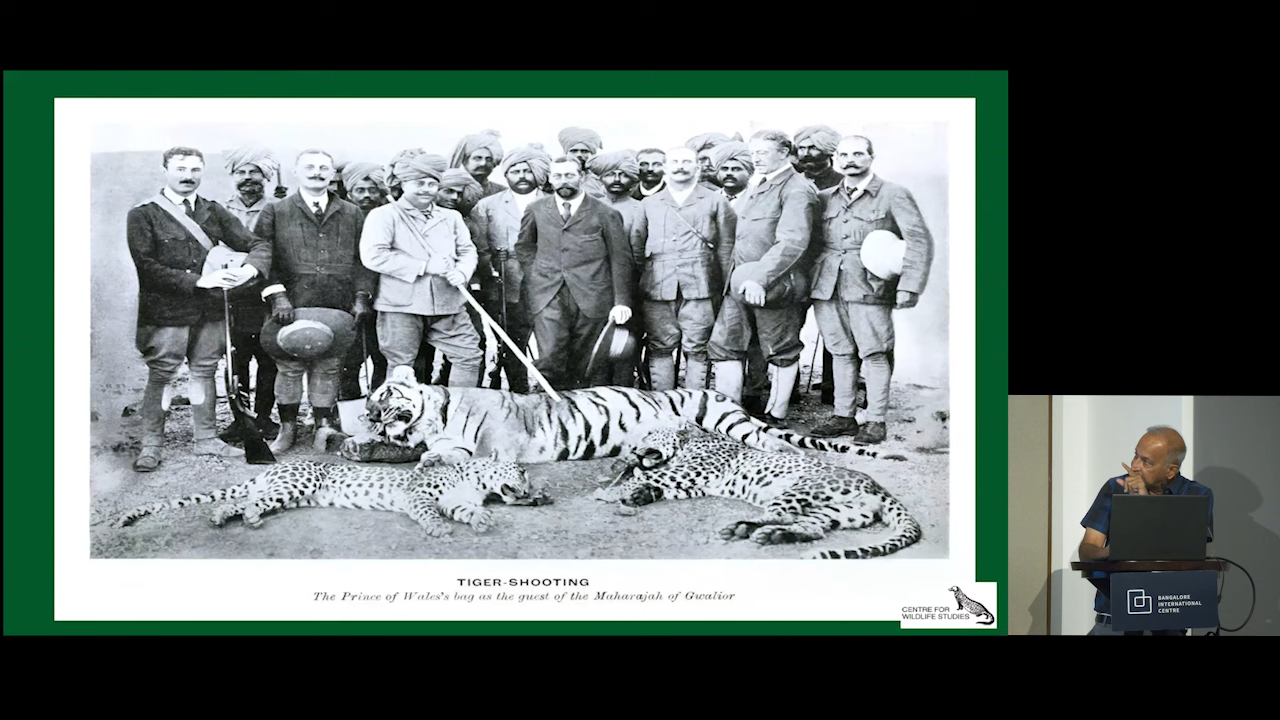 TIGER-SHOOTING
The Prince of Wales's bag as the guest of the Maharajah of Gwalior
CENTRE FOR
WILDLIFE STUDIES
BANGALORE
INTERNATIONAL
CENTRE